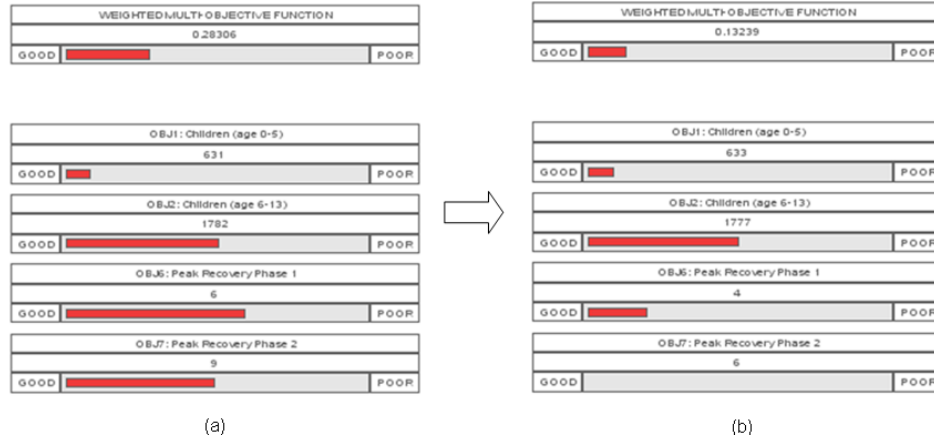 WEIGHTED MULTI-OBJECTIVE FUNCTION
0.28306
GOOD POOR
OBJ1: Children (age 0-5)
631
GOOD POOR
OBJ2: Children (age 6-13)
1782
GOOD POOR
OBJ6: Peak Recovery Phase 1
6
GOOD POOR
OBJ7: Peak Recovery Phase 2
9
GOOD POOR
(a)
WEIGHTED MULTI-OBJECTIVE FUNCTION
0.13239
GOOD POOR
OBJ1: Children (age 0-5)
633
GOOD POOR
OBJ2: Children (age 6-13)
1777
GOOD POOR
OBJ6: Peak Recovery Phase 1
4
GOOD POOR
OBJ7: Peak Recovery Phase 2
6
GOOD POOR
(b)